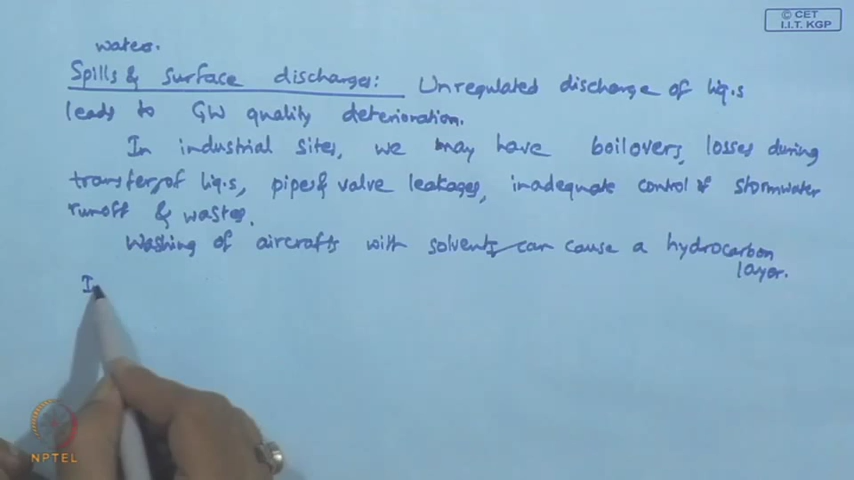 © CET
I.I.T. KGP
water.
Spills & surface discharges: Unregulated discharge of liq.s
leads to GW quality deterioration.
In industrial sites, we may have boilovers, losses during
transfer of liq.s, pipe & valve leakages, inadequate control of stormwater
runoff & wastes.
Washing of aircrafts with solvents can cause a hydrocarbon
layer.
I
NPTEL